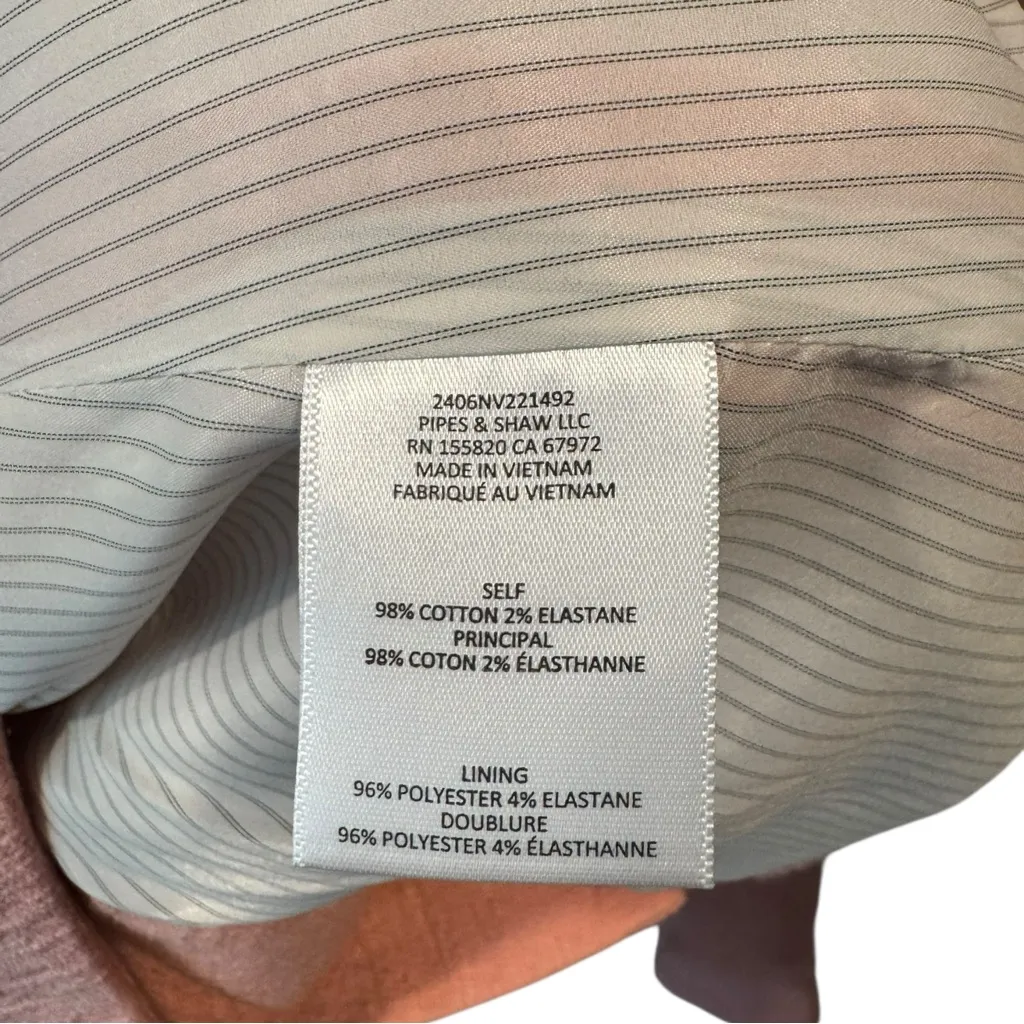 2406NV221492
PIPES & SHAW LLC
RN 155820 CA 67972
MADE IN VIETNAM
FABRIQUÉ AU VIETNAM
SELF
98% COTTON 2% ELASTANE
PRINCIPAL
98% COTON 2% ÉLASTHANNE
LINING
96% POLYESTER 4% ELASTANE
DOUBLURE
96% POLYESTER 4% ÉLASTHANNE